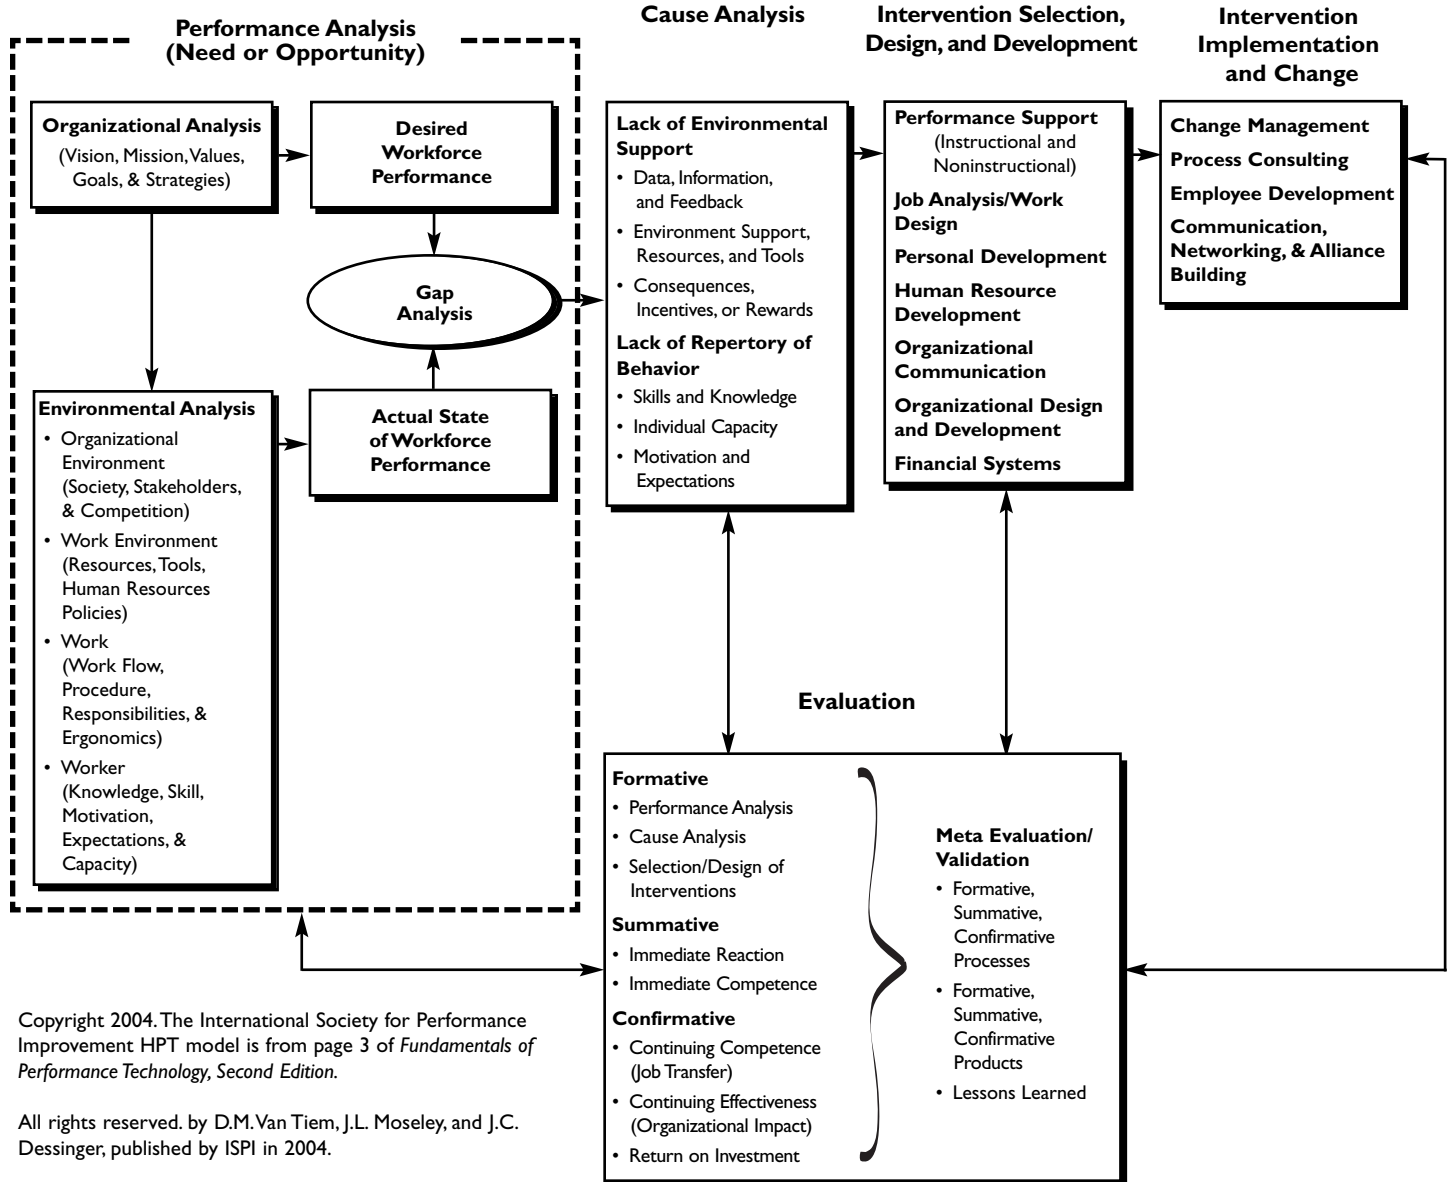 Performance Analysis
(Need or Opportunity)
Organizational Analysis
(Vision, Mission, Values,
Goals, & Strategies)
Desired
Workforce
Performance
Gap
Analysis
Environmental Analysis
• Organizational
Environment
(Society, Stakeholders,
& Competition)
• Work Environment
(Resources, Tools,
Human Resources
Policies)
• Work
(Work Flow,
Procedure,
Responsibilities, &
Ergonomics)
• Worker
(Knowledge, Skill,
Motivation,
Expectations, &
Capacity)
Actual State
of Workforce
Performance
Cause Analysis
Lack of Environmental
Support
• Data, Information,
and Feedback
• Environment Support,
Resources, and Tools
• Consequences,
Incentives, or Rewards
Lack of Repertory of
Behavior
• Skills and Knowledge
• Individual Capacity
• Motivation and
Expectations
Intervention Selection,
Design, and Development
Performance Support
(Instructional and
Noninstructional)
Job Analysis/Work
Design
Personal Development
Human Resource
Development
Organizational
Communication
Organizational Design
and Development
Financial Systems
Intervention
Implementation
and Change
Change Management
Process Consulting
Employee Development
Communication,
Networking, & Alliance
Building
Evaluation
Formative
• Performance Analysis
• Cause Analysis
• Selection/Design of
Interventions
Summative
• Immediate Reaction
• Immediate Competence
Confirmative
• Continuing Competence
(Job Transfer)
• Continuing Effectiveness
(Organizational Impact)
• Return on Investment
Meta Evaluation/
Validation
• Formative,
Summative,
Confirmative
Processes
• Formative,
Summative,
Confirmative
Products
• Lessons Learned
Copyright 2004. The International Society for Performance
Improvement HPT model is from page 3 of Fundamentals of
Performance Technology, Second Edition.
All rights reserved. by D.M. Van Tiem, J.L. Moseley, and J.C.
Dessinger, published by ISPI in 2004.